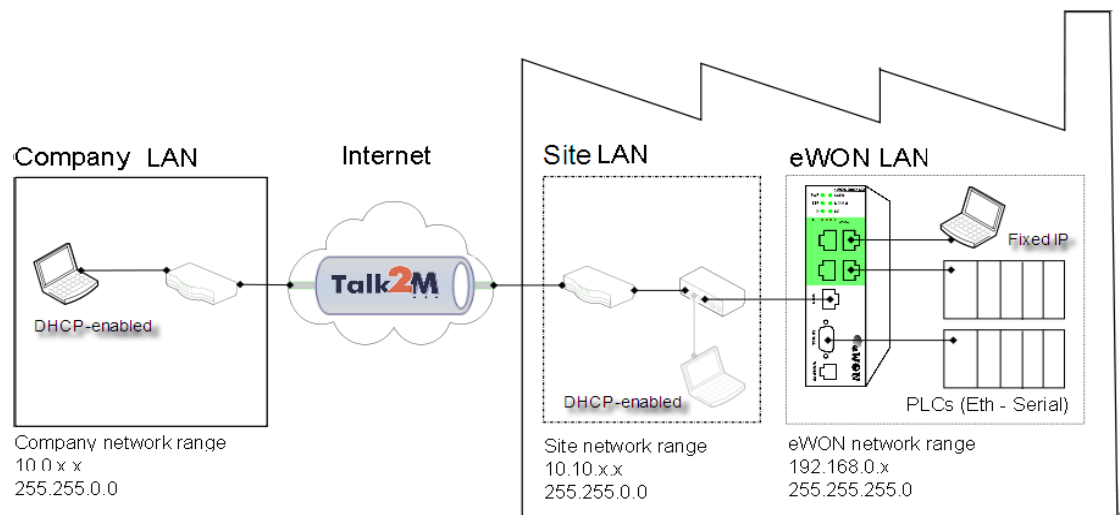 Company LAN
Internet
Site LAN
eWON LAN
Fixed IP
Talk2M
DHCP-enabled
eWON
DHCP-enabled
PLCs (Eth - Serial)
Company network range
10.0.x.x
255.255.0.0
Site network range
10.10.x.x
255.255.0.0
eWON network range
192.168.0.x
255.255.255.0